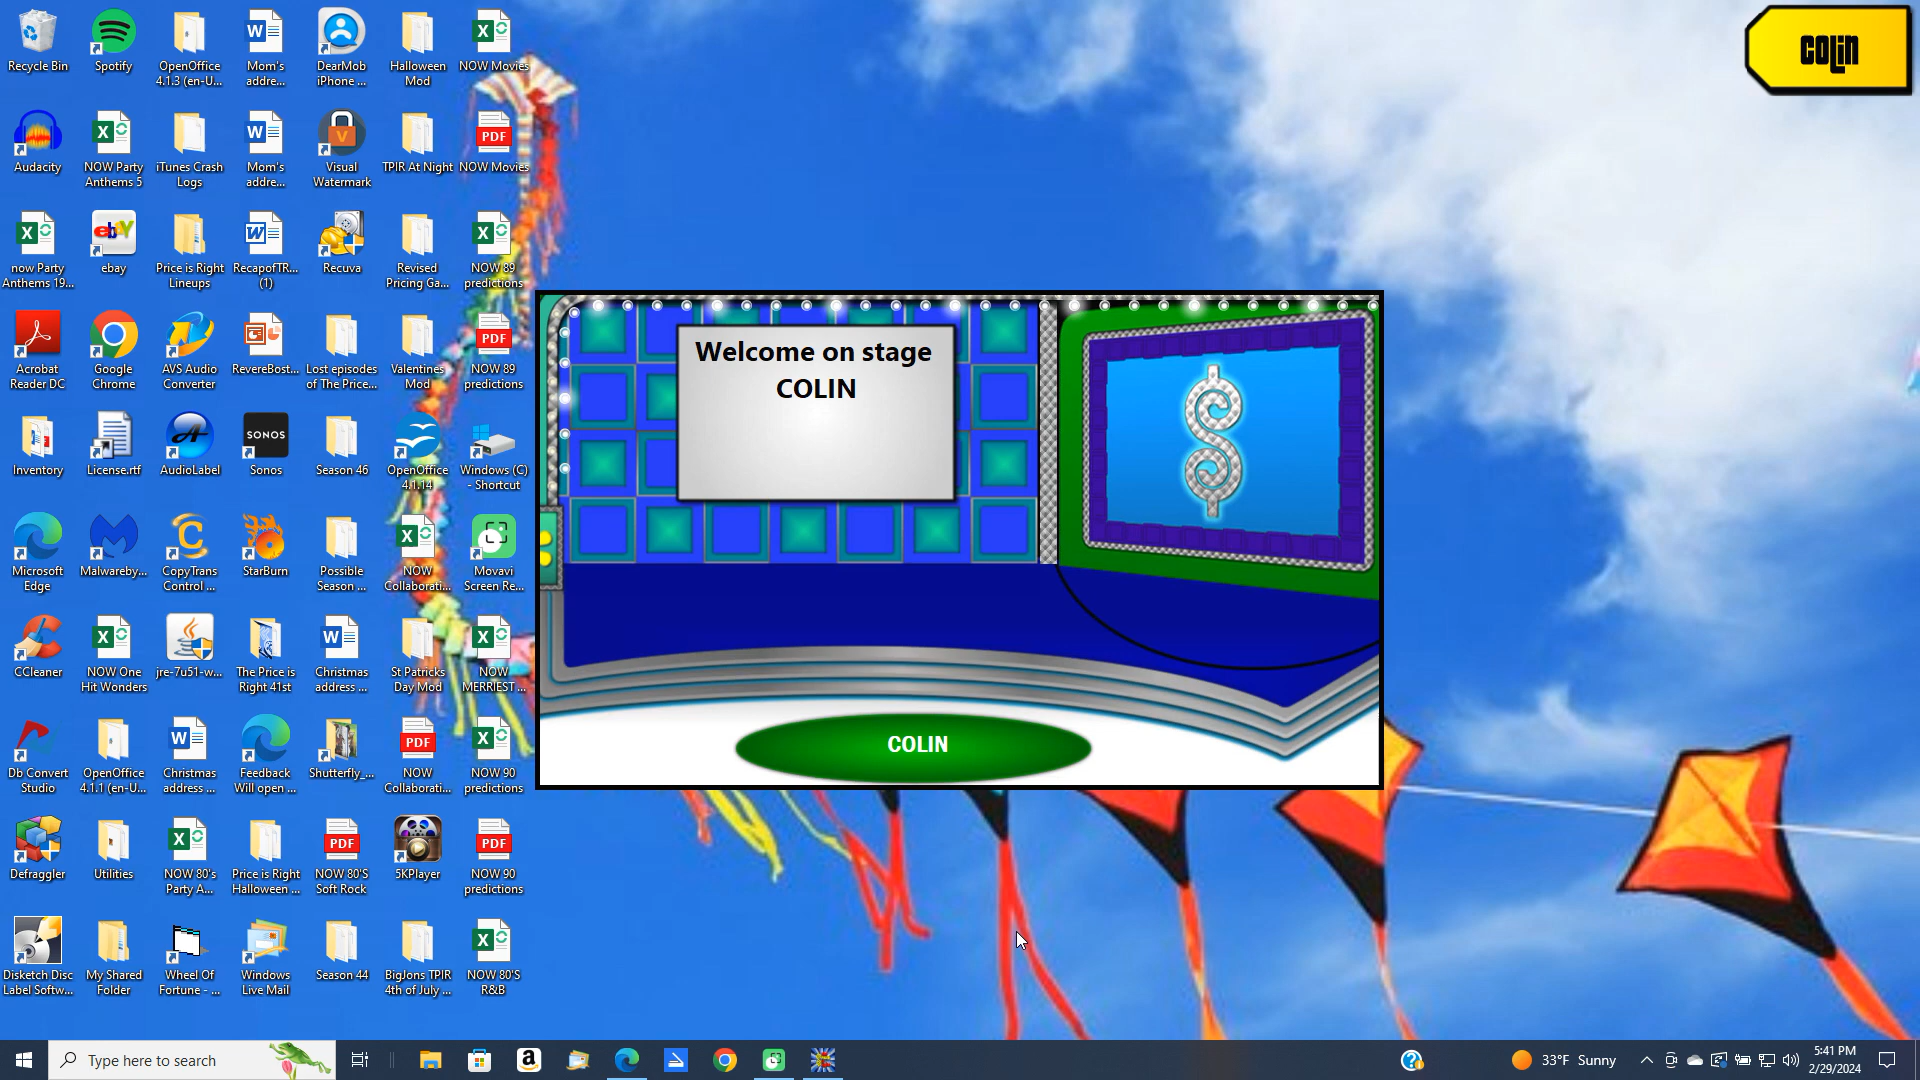 Recycle Bin
Spotify
OpenOffice
4.1.3 (en-U...
Mom's
addre...
DearMob
iPhone ...
Halloween
Mod
NOW Movies
Audacity
NOW Party
Anthems 5
iTunes Crash
Logs
Mom's
addre...
Visual
Watermark
TPIR At Night
NOW Movies
now Party
Anthems 19...
ebay
Price is Right
Lineups
RecapofTR...
(1)
Recuva
Revised
Pricing Ga...
NOW 89
predictions
Acrobat
Reader DC
Google
Chrome
AVS Audio
Converter
RevereBost...
Lost episodes
of The Price...
Valentines
Mod
NOW 89
predictions
Inventory
License.rtf
AudioLabel
SONOS
Sonos
Season 46
OpenOffice
4.1.14
Windows (C)
- Shortcut
Microsoft
Edge
Malwareby...
CopyTrans
Control ...
StarBurn
Possible
Season ...
NOW
Collaborati...
Movavi
Screen Re...
CCleaner
NOW One
Hit Wonders
jre-7u51-w...
The Price is
Right 41st
Christmas
address ...
St Patricks
Day Mod
NOW
MERRIEST ...
Db Convert
Studio
OpenOffice
4.1.1 (en-U...
Christmas
address ...
Feedback
Will open ...
Shutterfly_...
NOW
Collaborati...
NOW 90
predictions
Defraggler
Utilities
NOW 80's
Party A...
Price is Right
Halloween ...
NOW 80'S
Soft Rock
5KPlayer
NOW 90
predictions
Disketch Disc
Label Softw...
My Shared
Folder
Wheel Of
Fortune - ...
Windows
Live Mail
Season 44
BigJons TPIR
4th of July ...
NOW 80'S
R&B
COLIN
Welcome on stage
COLIN
COLIN
Type here to search
33°F Sunny
5:41 PM
2/29/2024